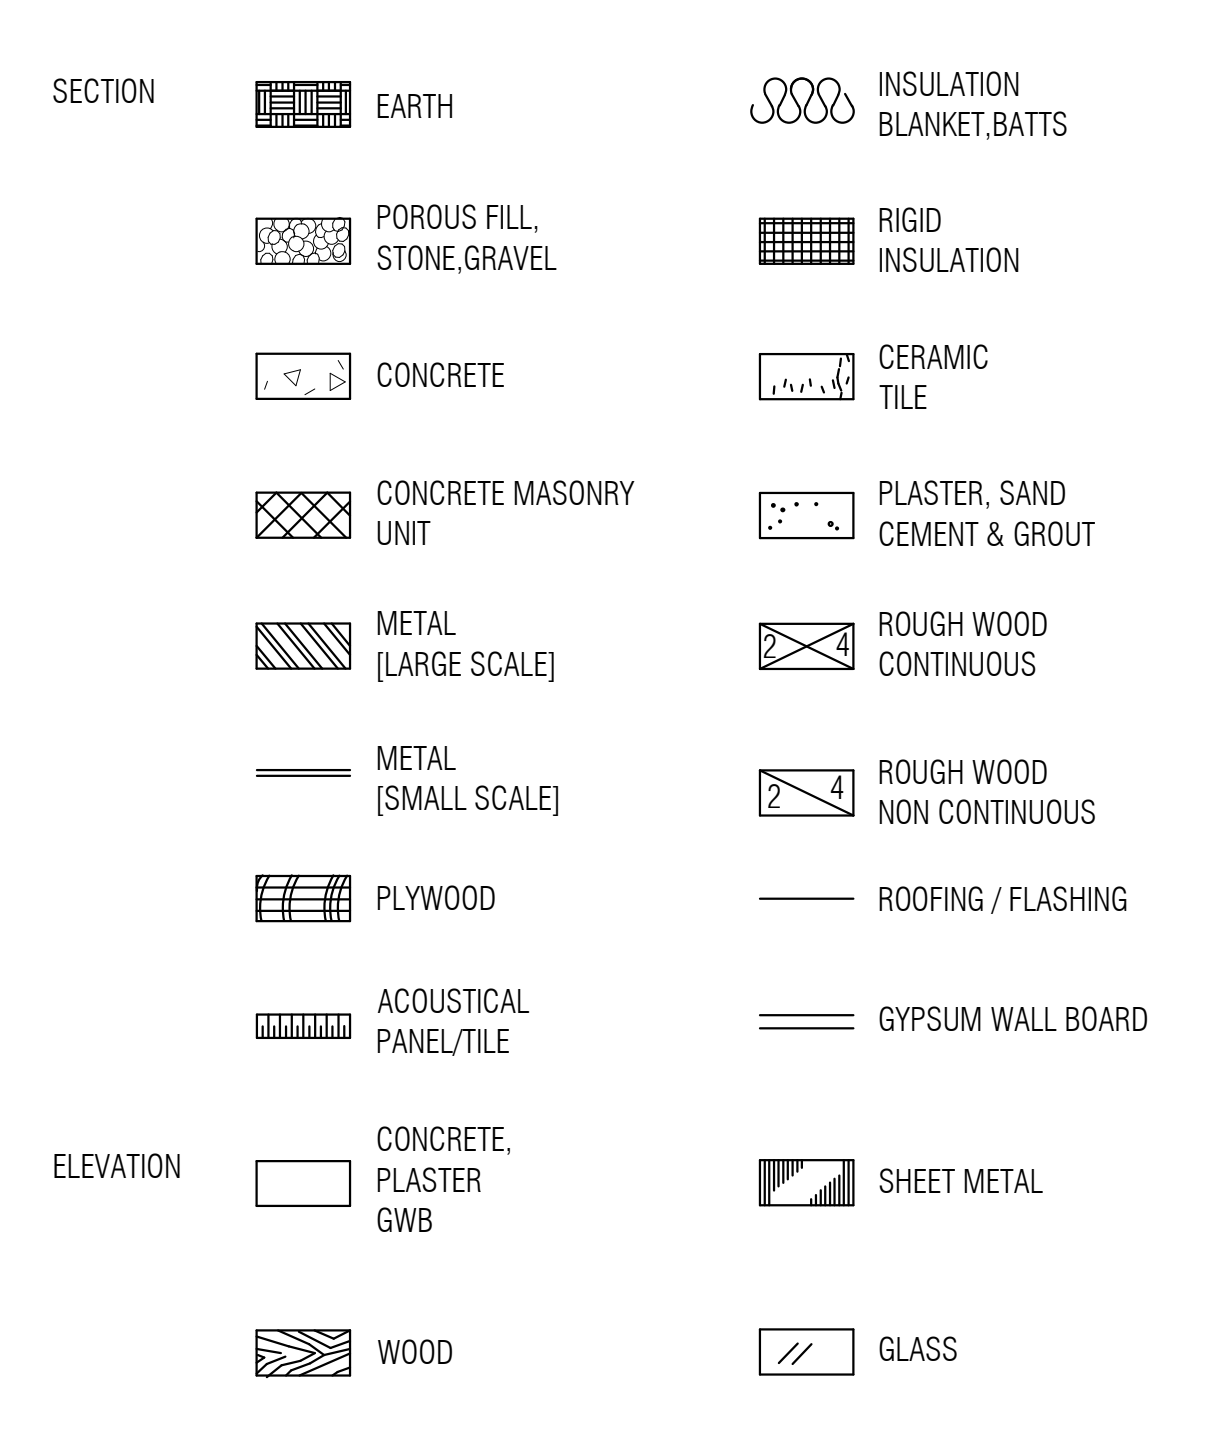 SECTION
EARTH
INSULATION
BLANKET,BATTS
POROUS FILL,
STONE,GRAVEL
RIGID
INSULATION
CONCRETE
CERAMIC
TILE
CONCRETE MASONRY
UNIT
PLASTER, SAND
CEMENT & GROUT
METAL
[LARGE SCALE]
2 4
ROUGH WOOD
CONTINUOUS
METAL
[SMALL SCALE]
2 4
ROUGH WOOD
NON CONTINUOUS
PLYWOOD
ROOFING / FLASHING
ACOUSTICAL
PANEL/TILE
GYPSUM WALL BOARD
ELEVATION
CONCRETE,
PLASTER
GWB
SHEET METAL
WOOD
GLASS